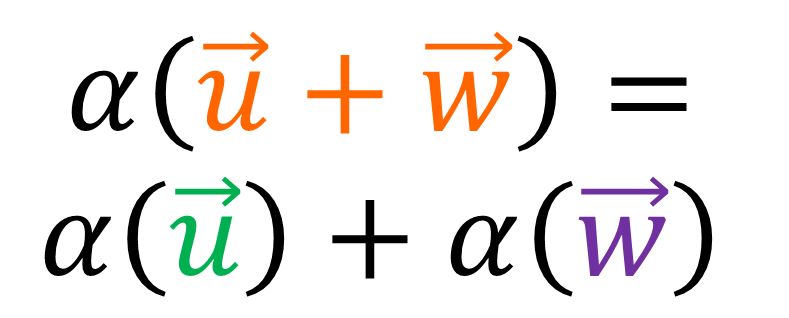 α(u⃗ + w⃗) =
α(u⃗) + α(w⃗)